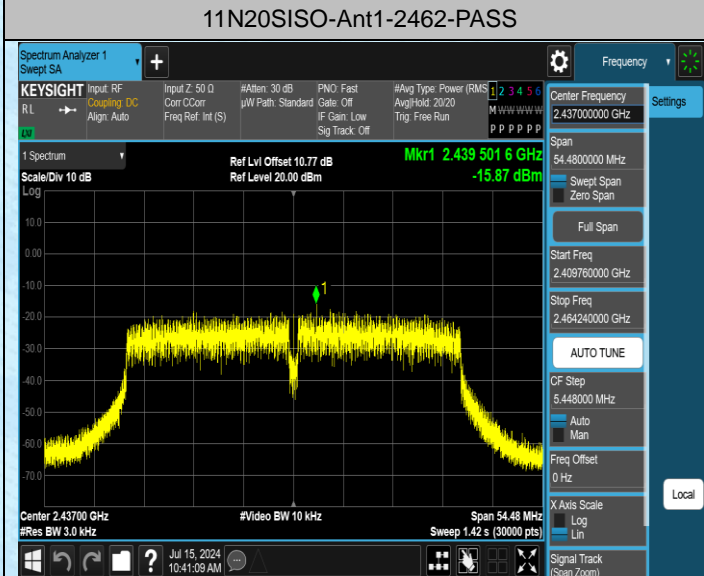 11N20SISO-Ant1-2462-PASS
Spectrum Analyzer 1
Swept SA
Frequency
KEYSIGHT
RL
Input: RF
Coupling: DC
Align: Auto
Input Z: 50 Ω
Corr CCorr
Freq Ref: Int (S)
#Atten: 30 dB
µW Path: Standard
PNO: Fast
Gate: Off
IF Gain: Low
Sig Track: Off
#Avg Type: Power (RMS
Avg|Hold: 20/20
Trig: Free Run
1 2 3 4 5 6
M W W W W W
P P P P P P
1 Spectrum
Scale/Div 10 dB
Log
Ref Lvl Offset 10.77 dB
Ref Level 20.00 dBm
Mkr1 2.439 501 6 GHz
-15.87 dBm
10.0
0.00
-10.0
-20.0
-30.0
-40.0
-50.0
-60.0
-70.0
1
Center 2.43700 GHz
#Res BW 3.0 kHz
#Video BW 10 kHz
Span 54.48 MHz
Sweep 1.42 s (30000 pts)
Center Frequency
2.437000000 GHz
Settings
Span
54.4800000 MHz
Swept Span
Zero Span
Full Span
Start Freq
2.409760000 GHz
Stop Freq
2.464240000 GHz
AUTO TUNE
CF Step
5.448000 MHz
Auto
Man
Freq Offset
0 Hz
X Axis Scale
Log
Lin
Local
Signal Track
(Span Zoom)
?
Jul 15, 2024
10:41:09 AM